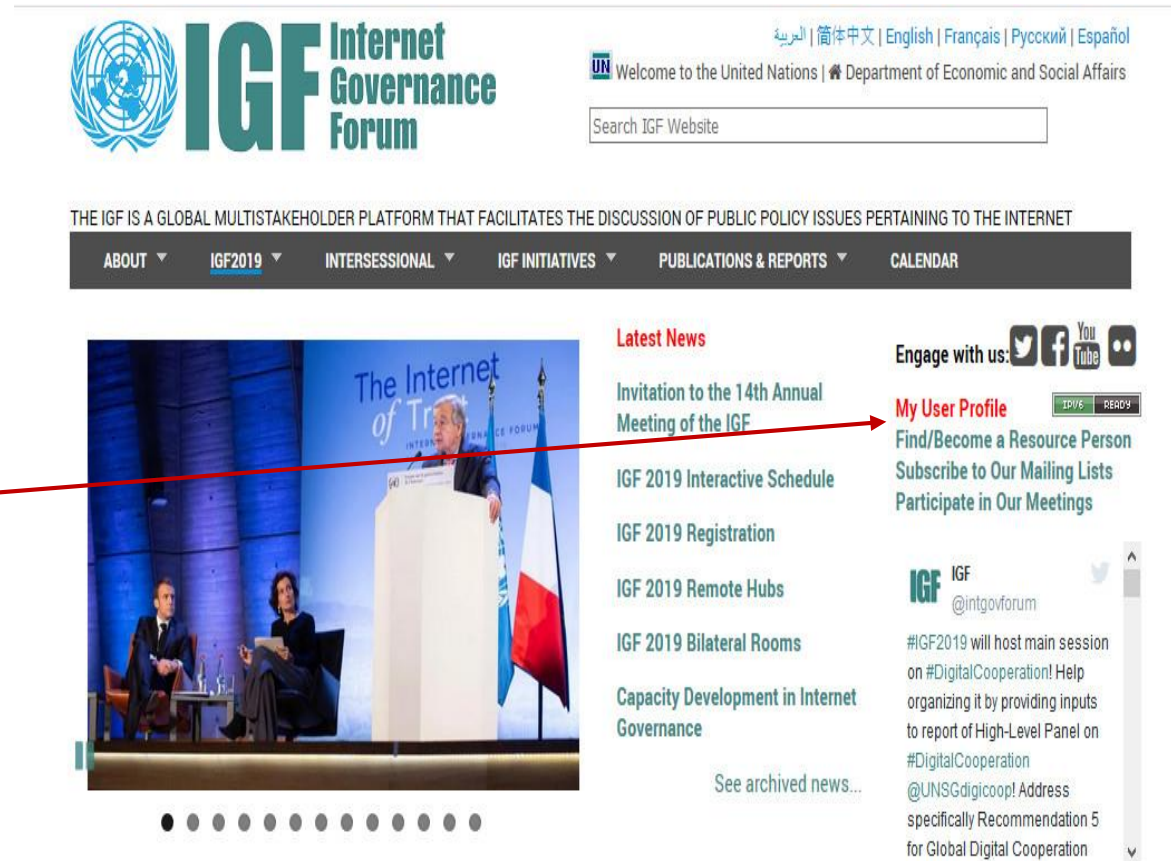 IGF Internet
Governance
Forum
العربية | 简体中文 | English | Français | Русский | Español
UN Welcome to the United Nations | Department of Economic and Social Affairs
Search IGF Website
THE IGF IS A GLOBAL MULTISTAKEHOLDER PLATFORM THAT FACILITATES THE DISCUSSION OF PUBLIC POLICY ISSUES PERTAINING TO THE INTERNET
ABOUT IGF2019 INTERSESSIONAL IGF INITIATIVES PUBLICATIONS & REPORTS CALENDAR
The Internet
of Tr
Latest News
Invitation to the 14th Annual
Meeting of the IGF
IGF 2019 Interactive Schedule
IGF 2019 Registration
IGF 2019 Remote Hubs
IGF 2019 Bilateral Rooms
Capacity Development in Internet
Governance
See archived news...
Engage with us: You Tube
My User Profile IPV6 READY
Find/Become a Resource Person
Subscribe to Our Mailing Lists
Participate in Our Meetings
IGF IGF
@intgovforum
#IGF2019 will host main session
on #DigitalCooperation! Help
organizing it by providing inputs
to report of High-Level Panel on
#DigitalCooperation
@UNSGdigicoop! Address
specifically Recommendation 5
for Global Digital Cooperation